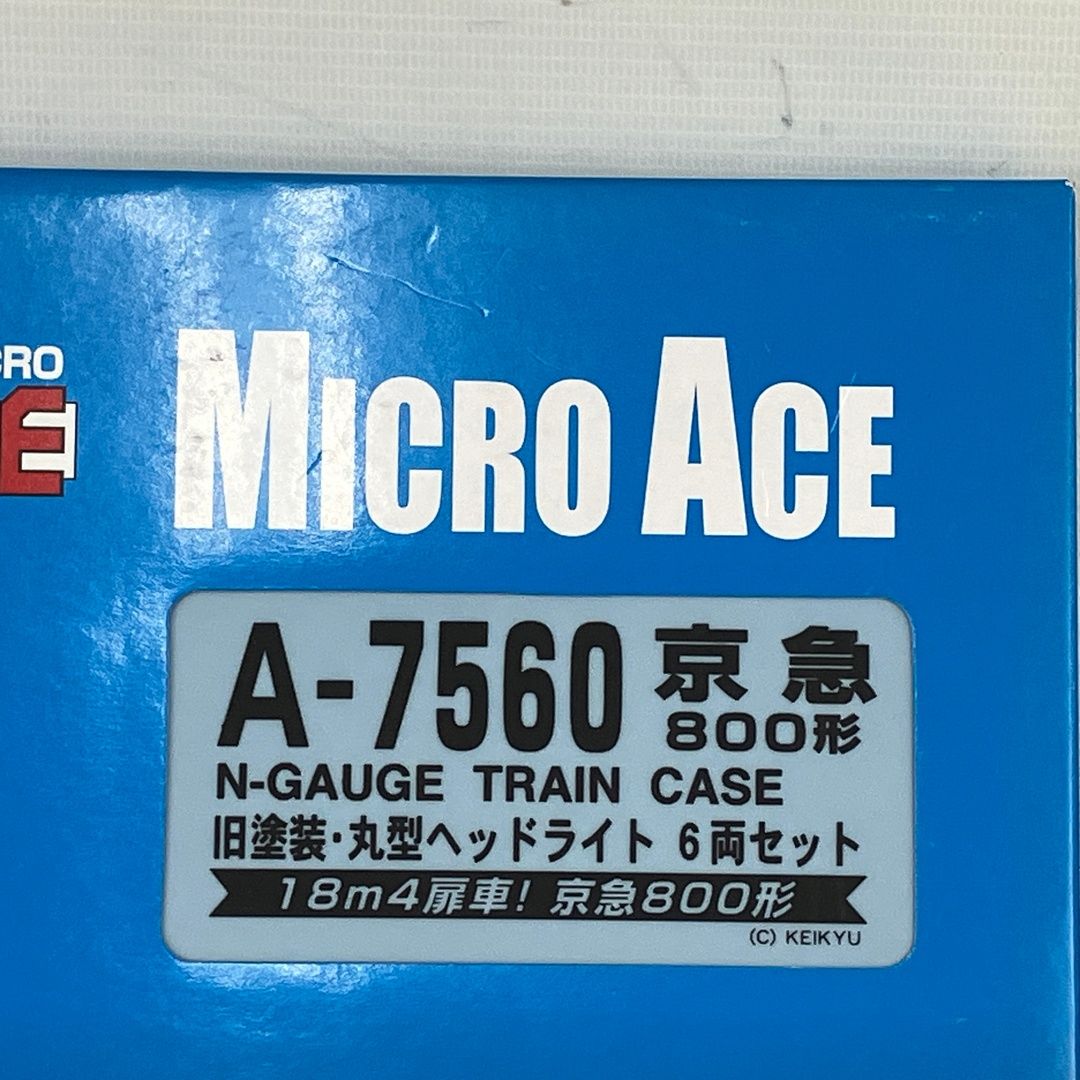 CRO
E
MICRO ACE
A-7560 京急
800形
N-GAUGE TRAIN CASE
旧塗装・丸型ヘッドライト 6両セット
18m4扉車! 京急800形
(C) KEIKYU